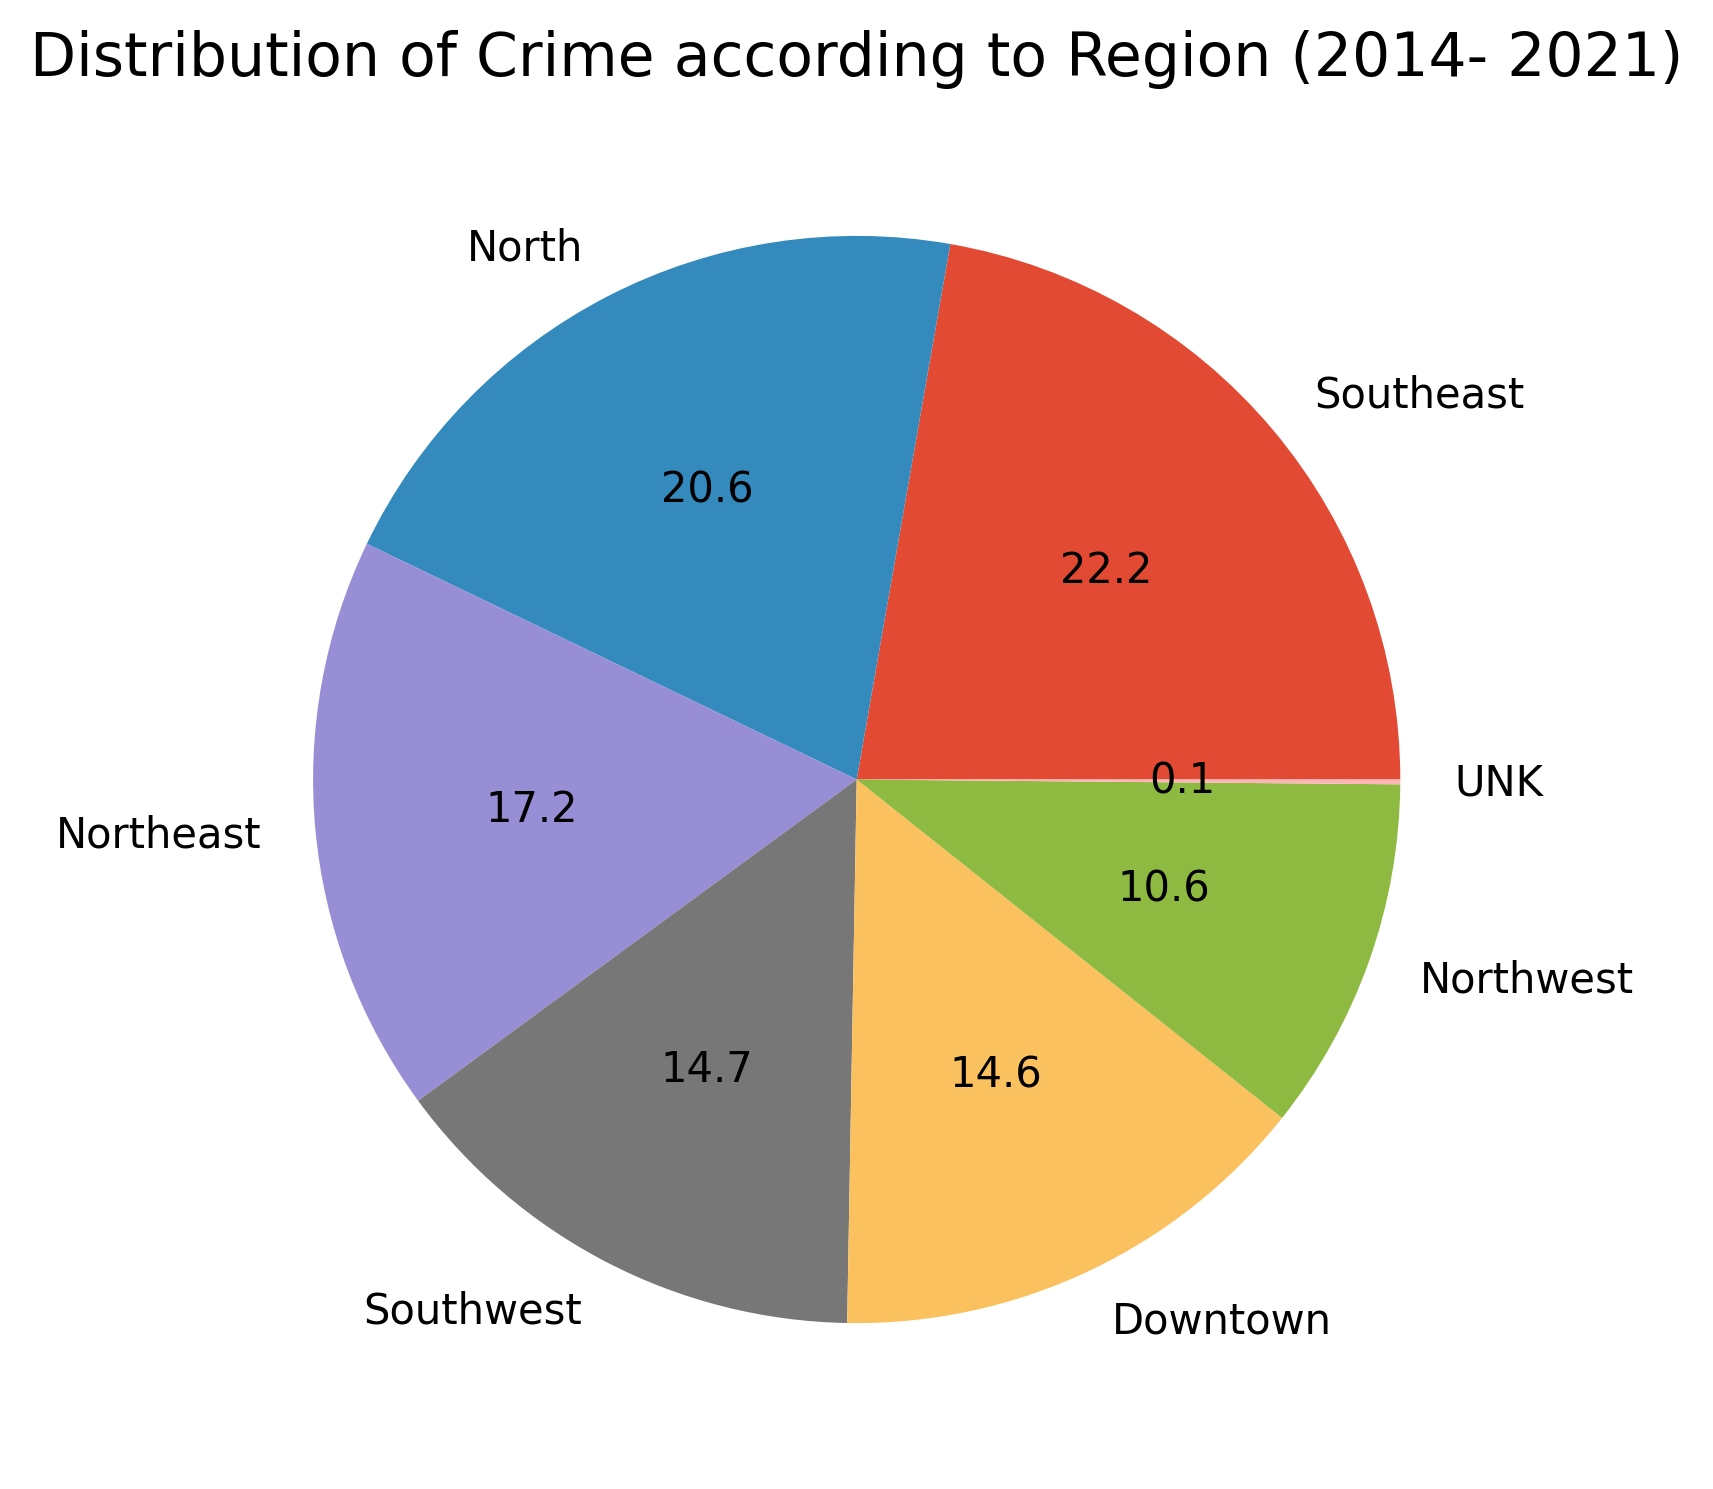 Distribution of Crime according to Region (2014- 2021)
North
Southeast
20.6
22.2
0.1
UNK
17.2
Northeast
10.6
Northwest
14.7
14.6
Southwest
Downtown